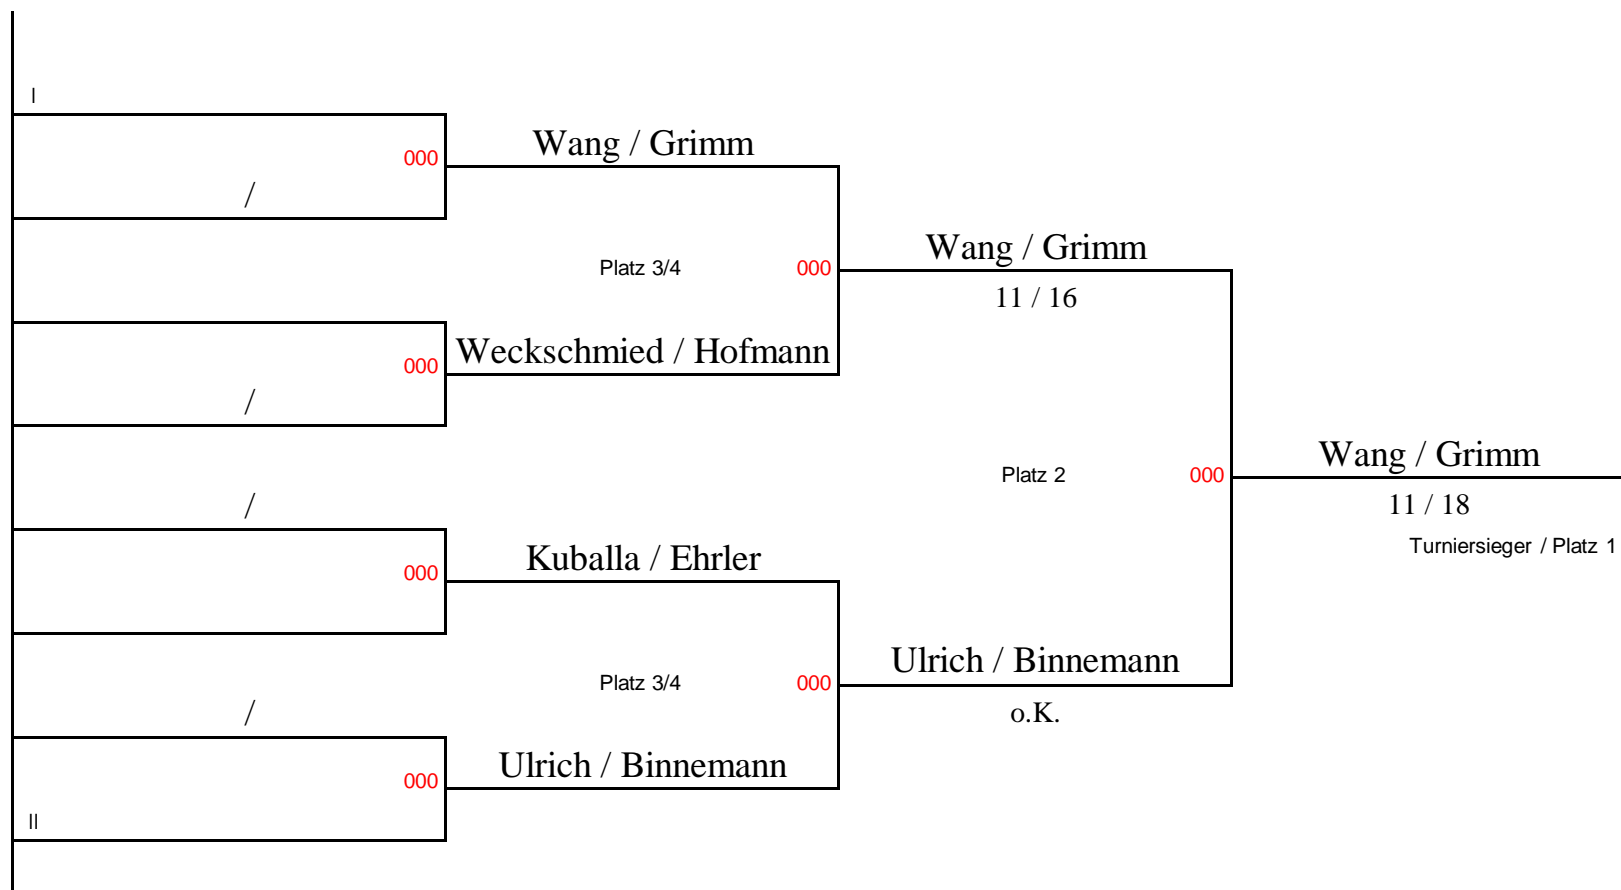 I
000
Wang / Grimm
/
Wang / Grimm
Platz 3/4
000
11 / 16
000
Weckschmied / Hofmann
/
Wang / Grimm
Platz 2
000
/
11 / 18
Turniersieger / Platz 1
000
Kuballa / Ehrler
Ulrich / Binnemann
Platz 3/4
000
/
o.K.
000
Ulrich / Binnemann
II